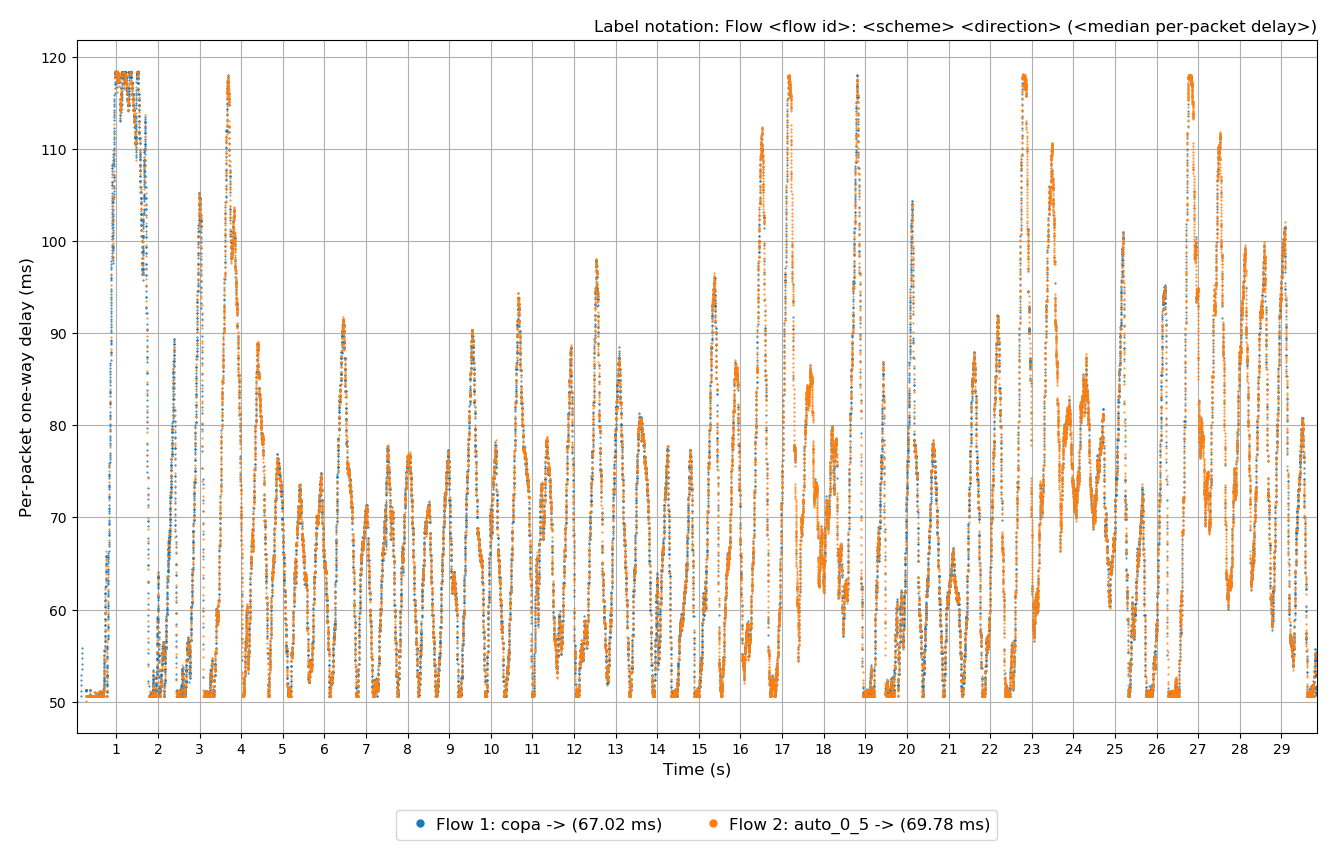 Label notation: Flow <flow id>: <scheme> <direction> (<median per-packet delay>)
Per-packet one-way delay (ms)
120
110
100
90
80
70
60
50
1 2 3 4 5 6 7 8 9 10 11 12 13 14 15 16 17 18 19 20 21 22 23 24 25 26 27 28 29
Time (s)
Flow 1: copa -> (67.02 ms) Flow 2: auto_0_5 -> (69.78 ms)